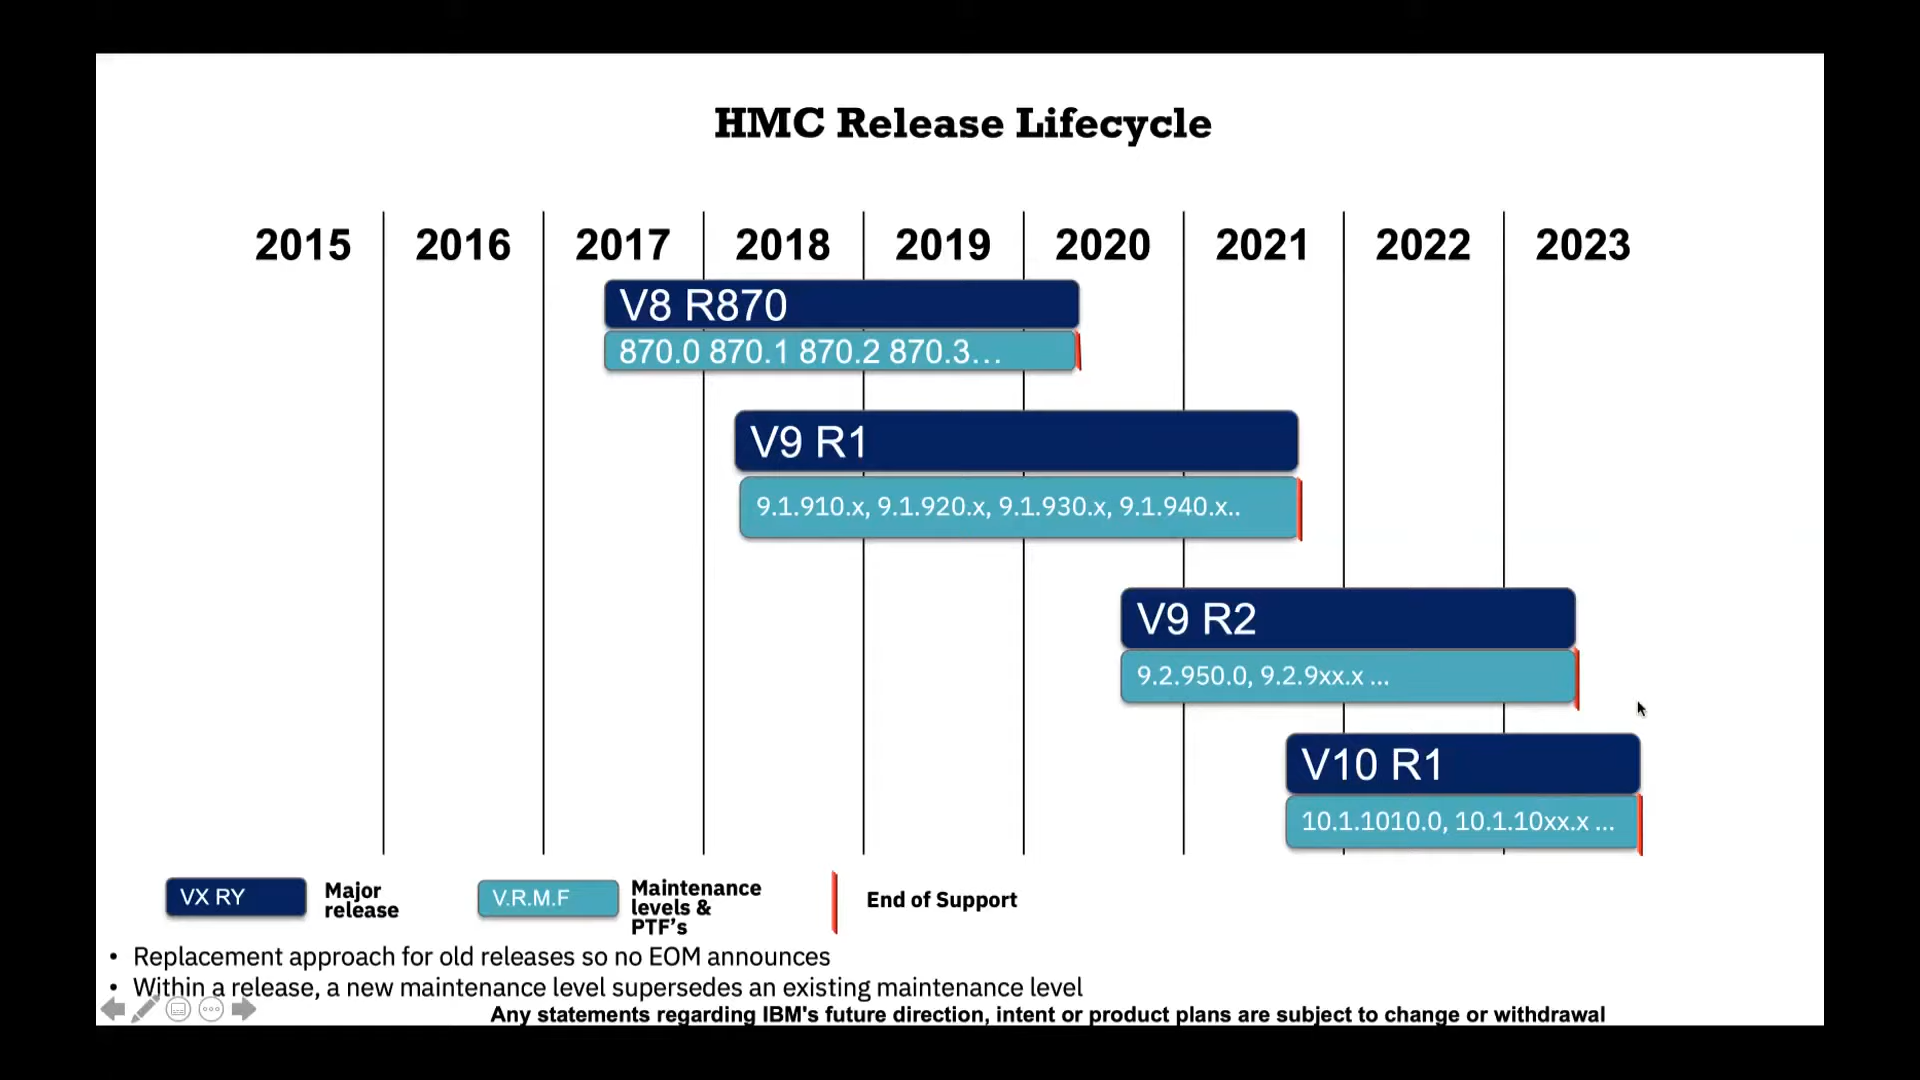 HMC Release Lifecycle
2015 2016 2017 2018 2019 2020 2021 2022 2023
V8 R870
870.0 870.1 870.2 870.3...
V9 R1
9.1.910.x, 9.1.920.x, 9.1.930.x, 9.1.940.x..
V9 R2
9.2.950.0, 9.2.9xx.x ...
V10 R1
10.1.1010.0, 10.1.10xx.x ...
VX RY
Major
release
V.R.M.F
Maintenance
levels &
PTF's
End of Support
• Replacement approach for old releases so no EOM announces
• Within a release, a new maintenance level supersedes an existing maintenance level
Any statements regarding IBM's future direction, intent or product plans are subject to change or withdrawal